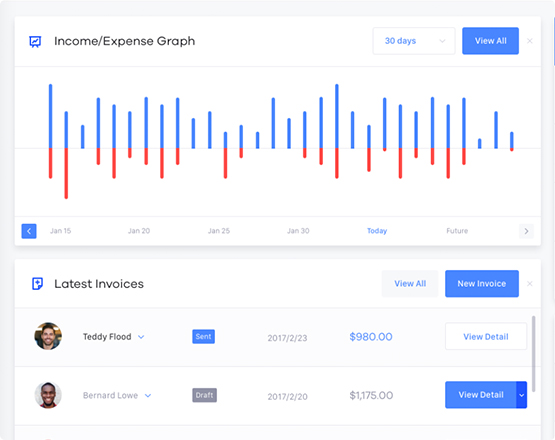 Income/Expense Graph
30 days
View All
Jan 15
Jan 20
Jan 25
Jan 30
Today
Future
Latest Invoices
View All
New Invoice
Teddy Flood
Sent
2017/2/23
$980.00
View Detail
Bernard Lowe
Draft
2017/2/20
$1,175.00
View Detail